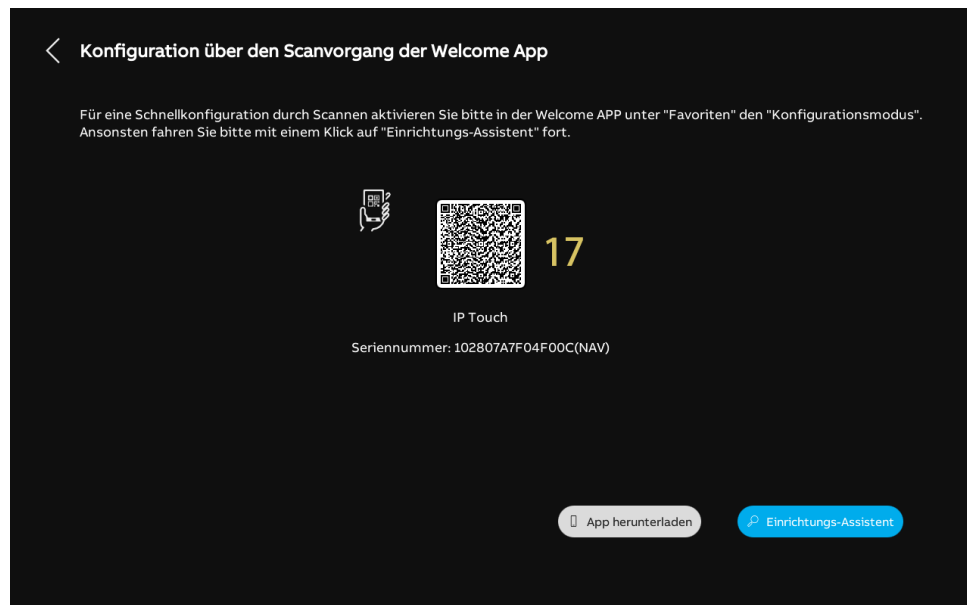 Konfiguration über den Scanvorgang der Welcome App
Für eine Schnellkonfiguration durch Scannen aktivieren Sie bitte in der Welcome APP unter "Favoriten" den "Konfigurationsmodus".
Ansonsten fahren Sie bitte mit einem Klick auf "Einrichtungs-Assistent" fort.
17
IP Touch
Seriennummer: 102807A7F04F00C(NAV)
App herunterladen
Einrichtungs-Assistent